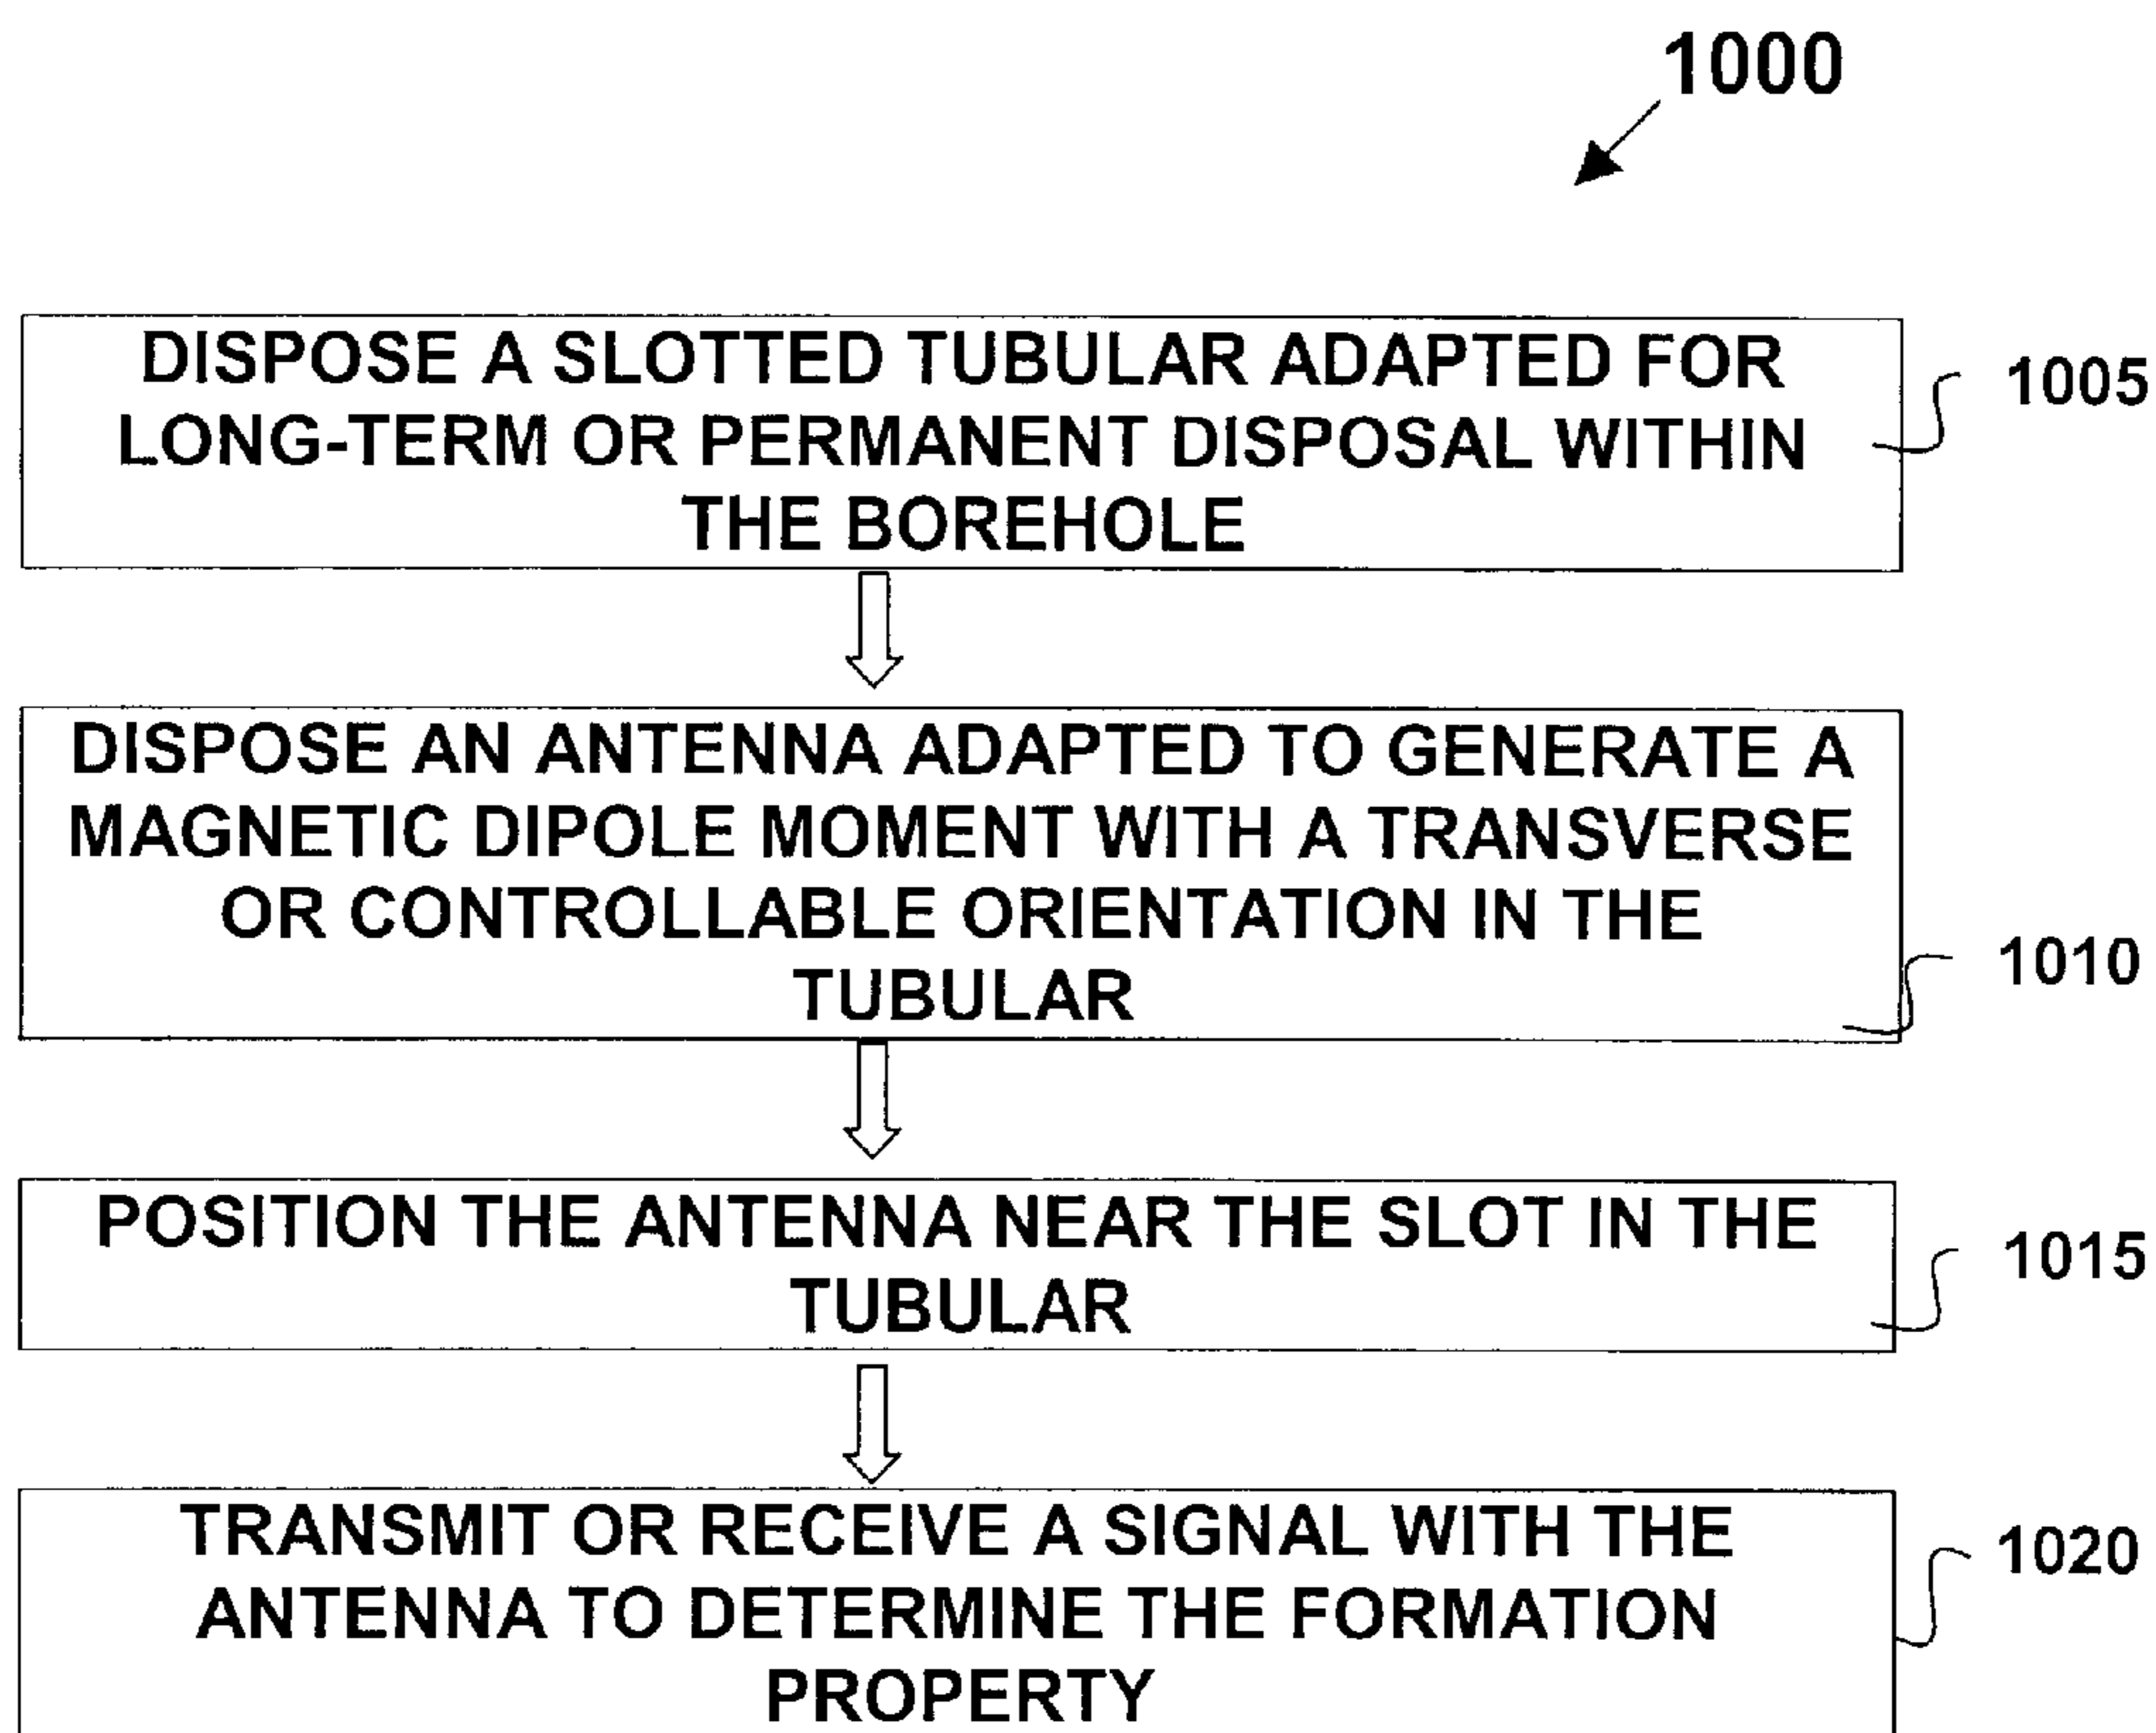 1000
DISPOSE A SLOTTED TUBULAR ADAPTED FOR
LONG-TERM OR PERMANENT DISPOSAL WITHIN
THE BOREHOLE
1005
DISPOSE AN ANTENNA ADAPTED TO GENERATE A
MAGNETIC DIPOLE MOMENT WITH A TRANSVERSE
OR CONTROLLABLE ORIENTATION IN THE
TUBULAR
1010
POSITION THE ANTENNA NEAR THE SLOT IN THE
TUBULAR
1015
TRANSMIT OR RECEIVE A SIGNAL WITH THE
ANTENNA TO DETERMINE THE FORMATION
PROPERTY
1020